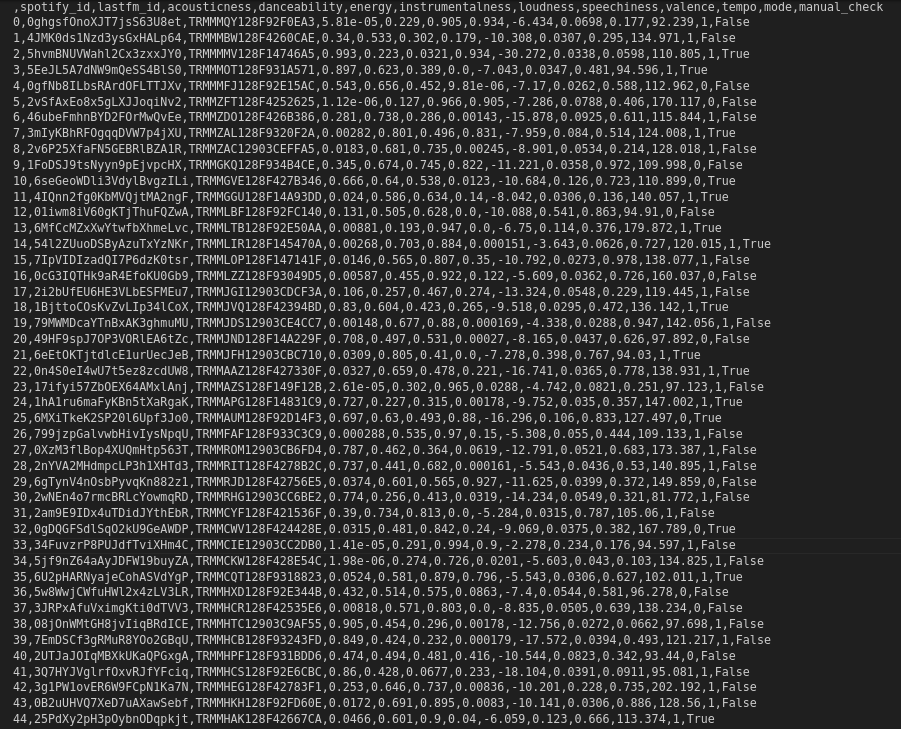 ,spotify_id,lastfm_id,acousticness,danceability,energy,instrumentalness,loudness,speechiness,valence,tempo,mode,manual_check
0,0ghgsfOnoXJT7jsS63U8et,TRMMMQY128F92F0EA3,5.81e-05,0.229,0.905,0.934,-6.434,0.0698,0.177,92.239,1,False
1,4JMK0ds1Nzd3ysGxHALp64,TRMMMBW128F4260CAE,0.34,0.533,0.302,0.179,-10.308,0.0307,0.295,134.971,1,False
2,5hvmBNUVWahl2Cx3zxxJY0,TRMMMMV128F14746A5,0.993,0.223,0.0321,0.934,-30.272,0.0338,0.0598,110.805,1,True
3,5EeJL5A7dNW9mQeSS4BlS0,TRMMMOT128F931A571,0.897,0.623,0.389,0.0,-7.043,0.0347,0.481,94.596,1,True
4,0gfNb8ILbsRArdOFLTTJXv,TRMMMFJ128F92E15AC,0.543,0.656,0.452,9.81e-06,-7.17,0.0262,0.588,112.962,0,False
5,2vSfAxEo8x5gLXJJoqiNv2,TRMMZFT128F4252625,1.12e-06,0.127,0.966,0.905,-7.286,0.0788,0.406,170.117,0,False
6,46ubeFmhnBYD2FOrMwQvEe,TRMMZDO128F426B386,0.281,0.738,0.286,0.00143,-15.878,0.0925,0.611,115.844,1,False
7,3mIyKBhRFOgqqDVW7p4jXU,TRMMZAL128F9320F2A,0.00282,0.801,0.496,0.831,-7.959,0.084,0.514,124.008,1,True
8,2v6P25XfaFN5GEBRlBZA1R,TRMMZAC12903CEFFA5,0.0183,0.681,0.735,0.00245,-8.901,0.0534,0.214,128.018,1,False
9,1FoDSJ9tsNyyn9pEjvpcHX,TRMMGKQ128F934B4CE,0.345,0.674,0.745,0.822,-11.221,0.0358,0.972,109.998,0,False
10,6seGeoWDli3VdylBvgzILi,TRMMGVE128F427B346,0.666,0.64,0.538,0.0123,-10.684,0.126,0.723,110.899,0,True
11,4IQnn2fg0KbMVQjtMA2ngF,TRMMGGU128F14A93DD,0.024,0.586,0.634,0.14,-8.042,0.0306,0.136,140.057,1,True
12,01iwm8iV60gKTjThuFQZwA,TRMMLBF128F92FC140,0.131,0.505,0.628,0.0,-10.088,0.541,0.863,94.91,0,False
13,6MfCcMZxXwYtwfbXhmeLvc,TRMMLTB128F92E50AA,0.00881,0.193,0.947,0.0,-6.75,0.114,0.376,179.872,1,True
14,54l2ZUuoDSByAzuTxYzNKr,TRMMLIR128F145470A,0.00268,0.703,0.884,0.000151,-3.643,0.0626,0.727,120.015,1,True
15,7IpVIDIzadQI7P6dzK0tsr,TRMMLOP128F147141F,0.0146,0.565,0.807,0.35,-10.792,0.0273,0.978,138.077,1,False
16,0cG3IQTHk9aR4EfoKU0Gb9,TRMMLZZ128F93049D5,0.00587,0.455,0.922,0.122,-5.609,0.0362,0.726,160.037,0,False
17,2i2bUfEU6HE3VLbESFMEu7,TRMMJGI12903CDCF3A,0.106,0.257,0.467,0.274,-13.324,0.0548,0.229,119.445,1,False
18,1BjttoCOsKvZvLIp34lCoX,TRMMJVQ128F42394BD,0.83,0.604,0.423,0.265,-9.518,0.0295,0.472,136.142,1,True
19,79MWMDcaYTnBxAK3ghmuMU,TRMMJDS12903CE4CC7,0.00148,0.677,0.88,0.000169,-4.338,0.0288,0.947,142.056,1,False
20,49HF9spJ7OP3VORlEA6tZc,TRMMJND128F14A229F,0.708,0.497,0.531,0.00027,-8.165,0.0437,0.626,97.892,0,False
21,6eEtOKTjtdlcE1urUecJeB,TRMMJFH12903CBC710,0.0309,0.805,0.41,0.0,-7.278,0.398,0.767,94.03,1,True
22,0n4S0eI4wU7t5ez8zcdUW8,TRMMAAZ128F427330F,0.0327,0.659,0.478,0.221,-16.741,0.0365,0.778,138.931,1,True
23,17ifyi57ZbOEX64AMxlAnj,TRMMAZS128F149F12B,2.61e-05,0.302,0.965,0.0288,-4.742,0.0821,0.251,97.123,1,False
24,1hA1ru6maFyKBn5tXaRgaK,TRMMAPG128F14831C9,0.727,0.227,0.315,0.00178,-9.752,0.035,0.357,147.002,1,True
25,6MXiTkeK2SP20l6Upf3Jo0,TRMMAUM128F92D14F3,0.697,0.63,0.493,0.88,-16.296,0.106,0.833,127.497,0,True
26,799jzpGalvwbHivIysNpqU,TRMMFAF128F933C3C9,0.000288,0.535,0.97,0.15,-5.308,0.055,0.444,109.133,1,False
27,0XzM3flBop4XUQmHtp563T,TRMMROM12903CB6FD4,0.787,0.462,0.364,0.0619,-12.791,0.0521,0.683,173.387,1,False
28,2nYVA2MHdmpcLP3h1XHTd3,TRMMRIT128F4278B2C,0.737,0.441,0.682,0.000161,-5.543,0.0436,0.53,140.895,1,False
29,6gTynV4nOsbPyvqKn882z1,TRMMRJD128F42756E5,0.0374,0.601,0.565,0.927,-11.625,0.0399,0.372,149.859,0,False
30,2wNEn4o7rmcBRLcYowmqRD,TRMMRHG12903CC6BE2,0.774,0.256,0.413,0.0319,-14.234,0.0549,0.321,81.772,1,False
31,2am9E9IDx4uTDidJYthEbR,TRMMCYF128F421536F,0.39,0.734,0.813,0.0,-5.284,0.0315,0.787,105.06,1,False
32,0gDQGFSdlSqO2kU9GeAWDP,TRMMCWV128F424428E,0.0315,0.481,0.842,0.24,-9.069,0.0375,0.382,167.789,0,True
33,34FuvzrP8PUJdfTviXHm4C,TRMMCIE12903CC2DB0,1.41e-05,0.291,0.994,0.9,-2.278,0.234,0.176,94.597,1,False
34,5jf9nZ64aAyJDFW19buyZA,TRMMCKW128F428E54C,1.98e-06,0.274,0.726,0.0201,-5.603,0.043,0.103,134.825,1,False
35,6U2pHARNyajeCohASVdYgP,TRMMCQT128F9318823,0.0524,0.581,0.879,0.796,-5.543,0.0306,0.627,102.011,1,True
36,5w8WwjCWfuHWl2x4zLV3LR,TRMMHXD128F92E344B,0.432,0.514,0.575,0.0863,-7.4,0.0544,0.581,96.278,0,False
37,3JRPxAfuVximgKti0dTVV3,TRMMHCR128F42535E6,0.00818,0.571,0.803,0.0,-8.835,0.0505,0.639,138.234,0,False
38,08jOnWMtGH8jvIiqBRdICE,TRMMHTC12903C9AF55,0.905,0.454,0.296,0.00178,-12.756,0.0272,0.0662,97.698,1,False
39,7EmDSCf3gRMuR8YOo2GBqU,TRMMHCB128F93243FD,0.849,0.424,0.232,0.000179,-17.572,0.0394,0.493,121.217,1,False
40,2UTJaJOIqMBXkUKaQPGxgA,TRMMHPF128F931BDD6,0.474,0.494,0.481,0.416,-10.544,0.0823,0.342,93.44,0,False
41,3Q7HYJVglrfOxvRJfYFciq,TRMMHCS128F92E6CBC,0.86,0.428,0.0677,0.233,-18.104,0.0391,0.0911,95.081,1,False
42,3g1PW1ovER6W9FCpN1Ka7N,TRMMHEG128F42783F1,0.253,0.646,0.737,0.00836,-10.201,0.228,0.735,202.192,1,False
43,0B2uUHVQ7XeD7uAXawSebf,TRMMHKH128F92FD60E,0.0172,0.691,0.895,0.0083,-10.141,0.0306,0.886,128.56,1,False
44,25PdXy2pH3pOybnODqpkjt,TRMMHAK128F42667CA,0.0466,0.601,0.9,0.04,-6.059,0.123,0.666,113.374,1,True